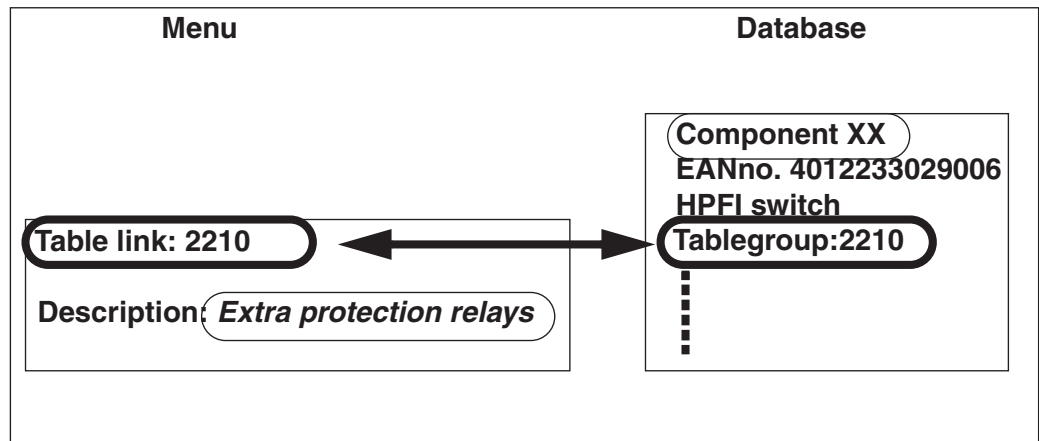 Menu
Database
Component XX
EANno. 4012233029006
HPFI switch
Table link: 2210
Tablegroup:2210
Description: Extra protection relays